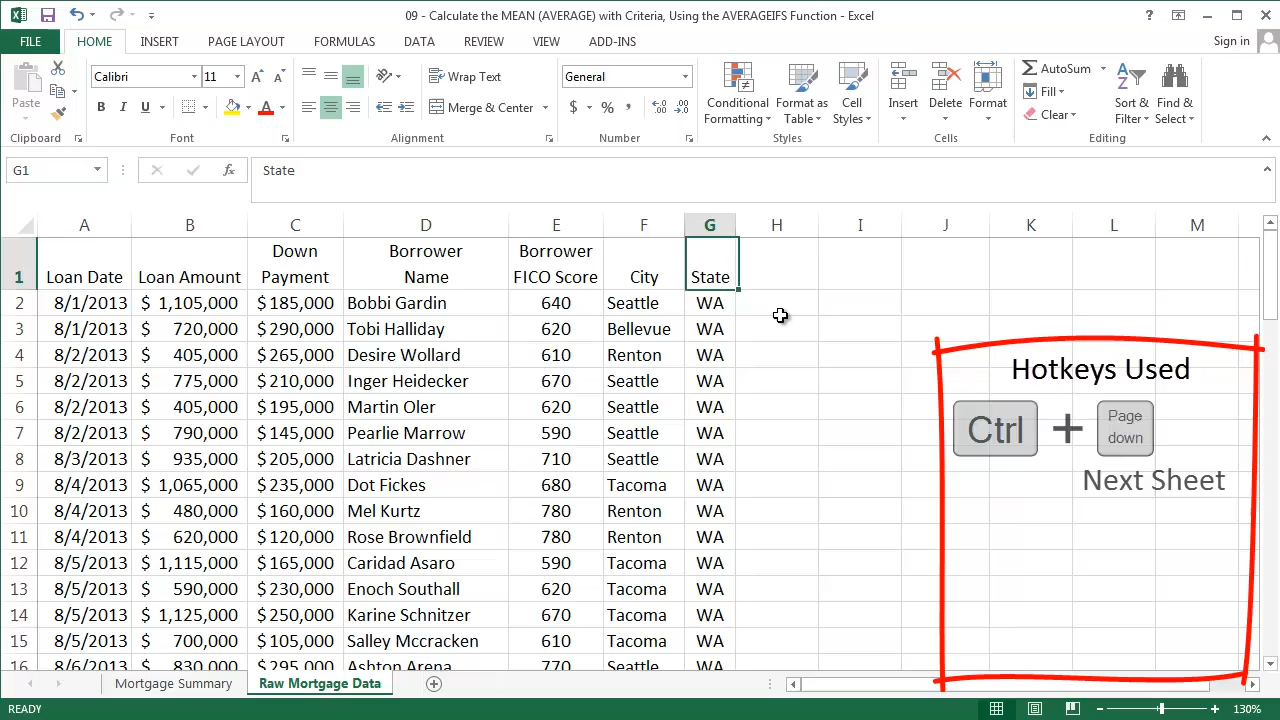 09 - Calculate the MEAN (AVERAGE) with Criteria, Using the AVERAGEIFS Function - Excel
FILE HOME INSERT PAGE LAYOUT FORMULAS DATA REVIEW VIEW ADD-INS Sign in
Paste
Clipboard
Calibri 11
B I U A
Font
Wrap Text
Merge & Center
Alignment
General
$ % ,
Number
Conditional Formatting
Format as Table
Cell Styles
Styles
Insert Delete Format
Cells
AutoSum
Fill
Clear
Sort & Filter
Find & Select
Editing
G1 fx State
A B C D E F G H I J K L M
1 Loan Date Loan Amount Down Payment Borrower Name Borrower FICO Score City State
2 8/1/2013 $ 1,105,000 $ 185,000 Bobbi Gardin 640 Seattle WA
3 8/1/2013 $ 720,000 $ 290,000 Tobi Halliday 620 Bellevue WA
4 8/2/2013 $ 405,000 $ 265,000 Desire Wollard 610 Renton WA
5 8/2/2013 $ 775,000 $ 210,000 Inger Heidecker 670 Seattle WA
6 8/2/2013 $ 405,000 $ 195,000 Martin Oler 620 Seattle WA
7 8/2/2013 $ 790,000 $ 145,000 Pearlie Marrow 590 Seattle WA
8 8/3/2013 $ 935,000 $ 205,000 Latricia Dashner 710 Seattle WA
9 8/4/2013 $ 1,065,000 $ 235,000 Dot Fickes 680 Tacoma WA
10 8/4/2013 $ 480,000 $ 160,000 Mel Kurtz 780 Renton WA
11 8/4/2013 $ 620,000 $ 120,000 Rose Brownfield 780 Renton WA
12 8/5/2013 $ 1,115,000 $ 165,000 Caridad Asaro 590 Tacoma WA
13 8/5/2013 $ 590,000 $ 230,000 Enoch Southall 620 Tacoma WA
14 8/5/2013 $ 1,125,000 $ 250,000 Karine Schnitzer 670 Tacoma WA
15 8/5/2013 $ 700,000 $ 105,000 Salley Mccracken 610 Tacoma WA
16 8/6/2013 $ 830,000 $ 295,000 Ashton Arena 770 Seattle WA
Hotkeys Used
Ctrl + Page down
Next Sheet
Mortgage Summary Raw Mortgage Data
READY 130%